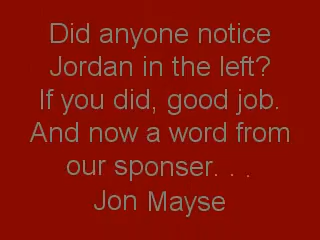 Did anyone notice
Jordan in the left?
If you did, good job.
And now a word from
our sponser. . .
Jon Mayse